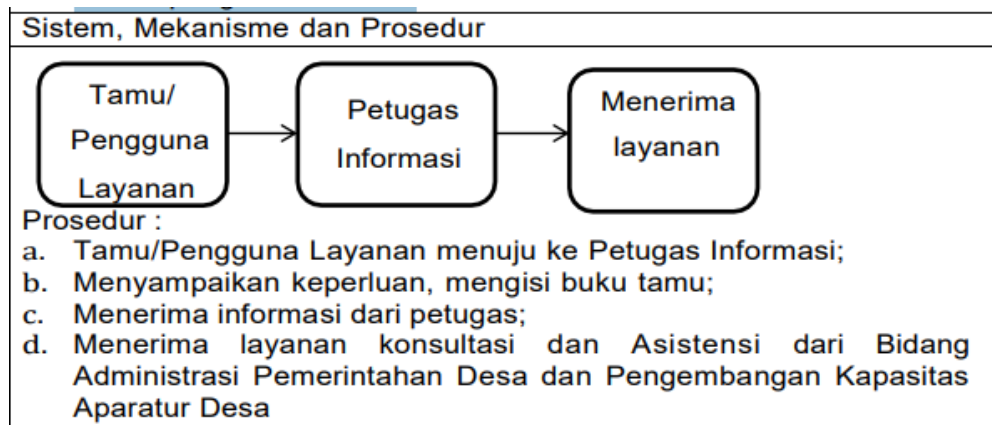 Sistem, Mekanisme dan Prosedur
Tamu/
Pengguna
Layanan
Petugas
Informasi
Menerima
layanan
Prosedur :
a. Tamu/Pengguna Layanan menuju ke Petugas Informasi;
b. Menyampaikan keperluan, mengisi buku tamu;
c. Menerima informasi dari petugas;
d. Menerima layanan konsultasi dan Asistensi dari Bidang
Administrasi Pemerintahan Desa dan Pengembangan Kapasitas
Aparatur Desa